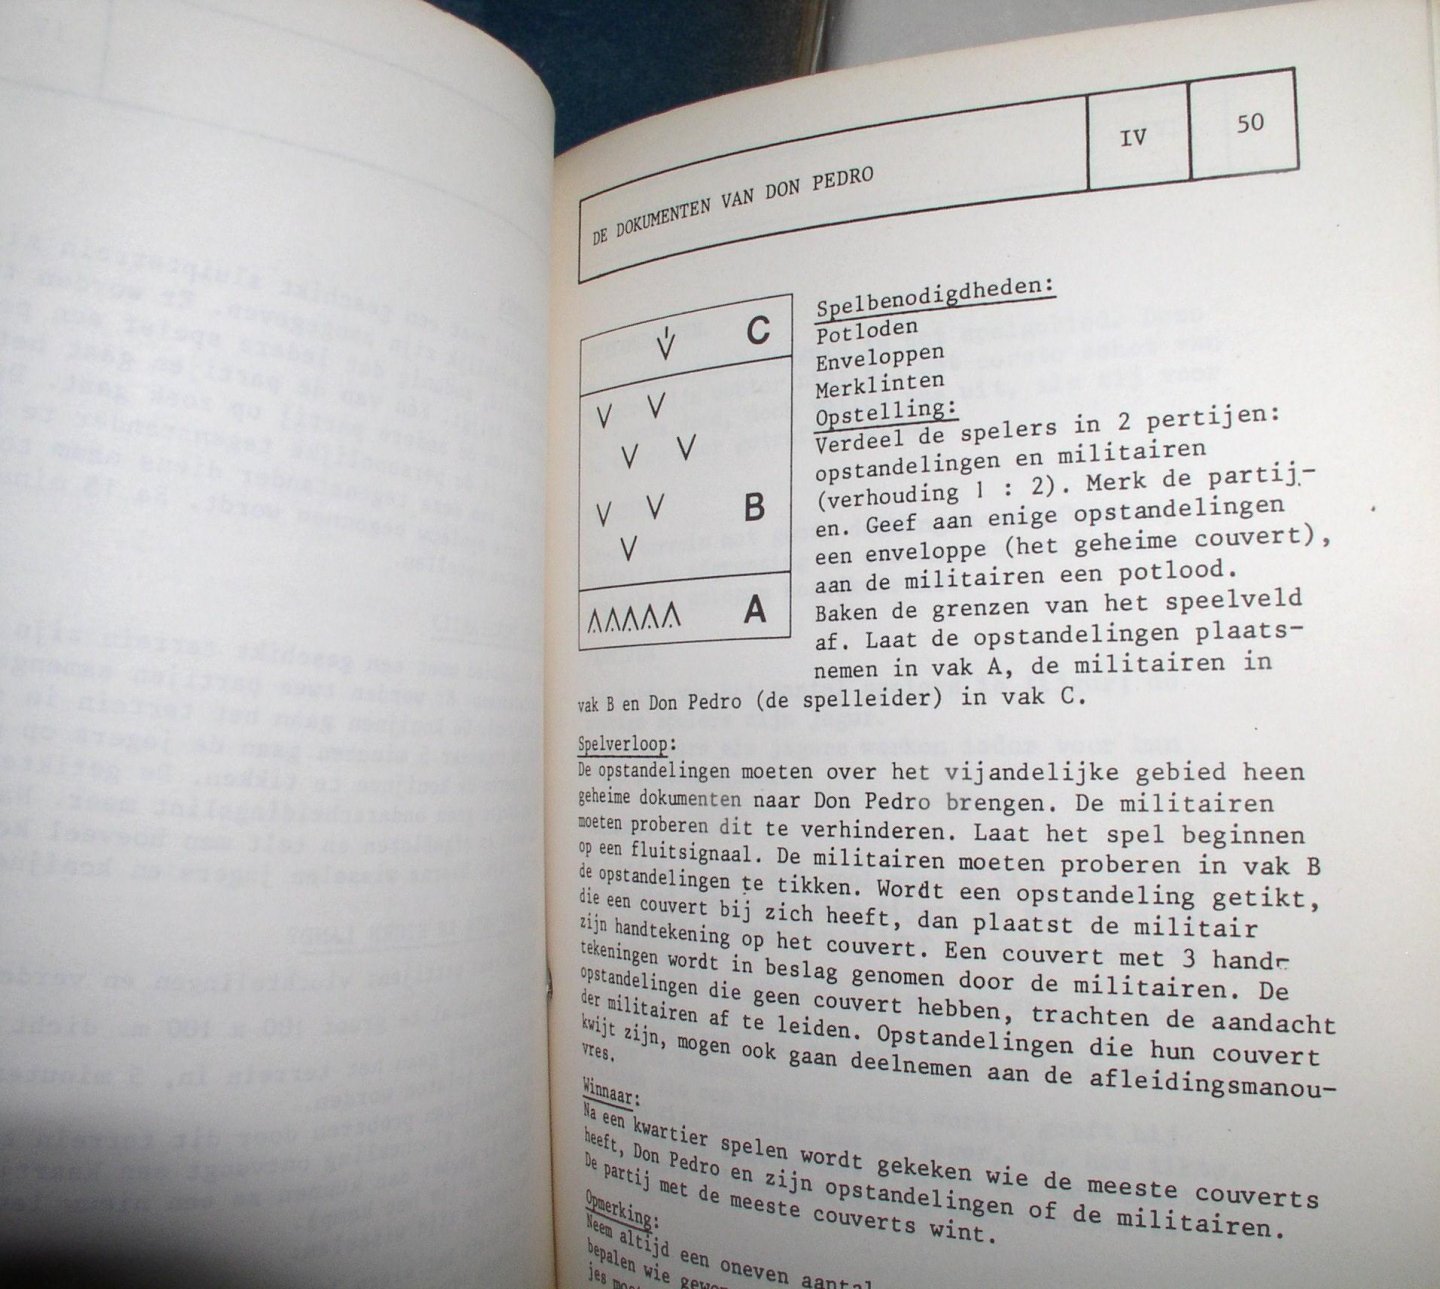 DE DOKUMENTEN VAN DON PEDRO
IV
50
C
B
A
Spelbenodigdheden:
Potloden
Enveloppen
Merklinten
Opstelling:
Verdeel de spelers in 2 pertijen:
opstandelingen en militairen
(verhouding 1 : 2). Merk de partij-
en. Geef aan enige opstandelingen
een enveloppe (het geheime couvert),
aan de militairen een potlood.
Baken de grenzen van het speelveld
af. Laat de opstandelingen plaats-
nemen in vak A, de militairen in
vak B en Don Pedro (de spelleider) in vak C.
Spelverloop:
De opstandelingen moeten over het vijandelijke gebied heen
geheime dokumenten naar Don Pedro brengen. De militairen
moeten proberen dit te verhinderen. Laat het spel beginnen
op een fluitsignaal. De militairen moeten proberen in vak B
de opstandelingen te tikken. Wordt een opstandeling getikt,
die een couvert bij zich heeft, dan plaatst de militair
zijn handtekening op het couvert. Een couvert met 3 hand-
tekeningen wordt in beslag genomen door de militairen. De
opstandelingen die geen couvert hebben, trachten de aandacht
der militairen af te leiden. Opstandelingen die hun couvert
kwijt zijn, mogen ook gaan deelnemen aan de afleidingsmanou-
vres.
Winnaar:
Na een kwartier spelen wordt gekeken wie de meeste couverts
heeft, Don Pedro en zijn opstandelingen of de militairen.
De partij met de meeste couverts wint.
Opmerking:
Neem altijd een oneven aantal
bepalen wie
jes